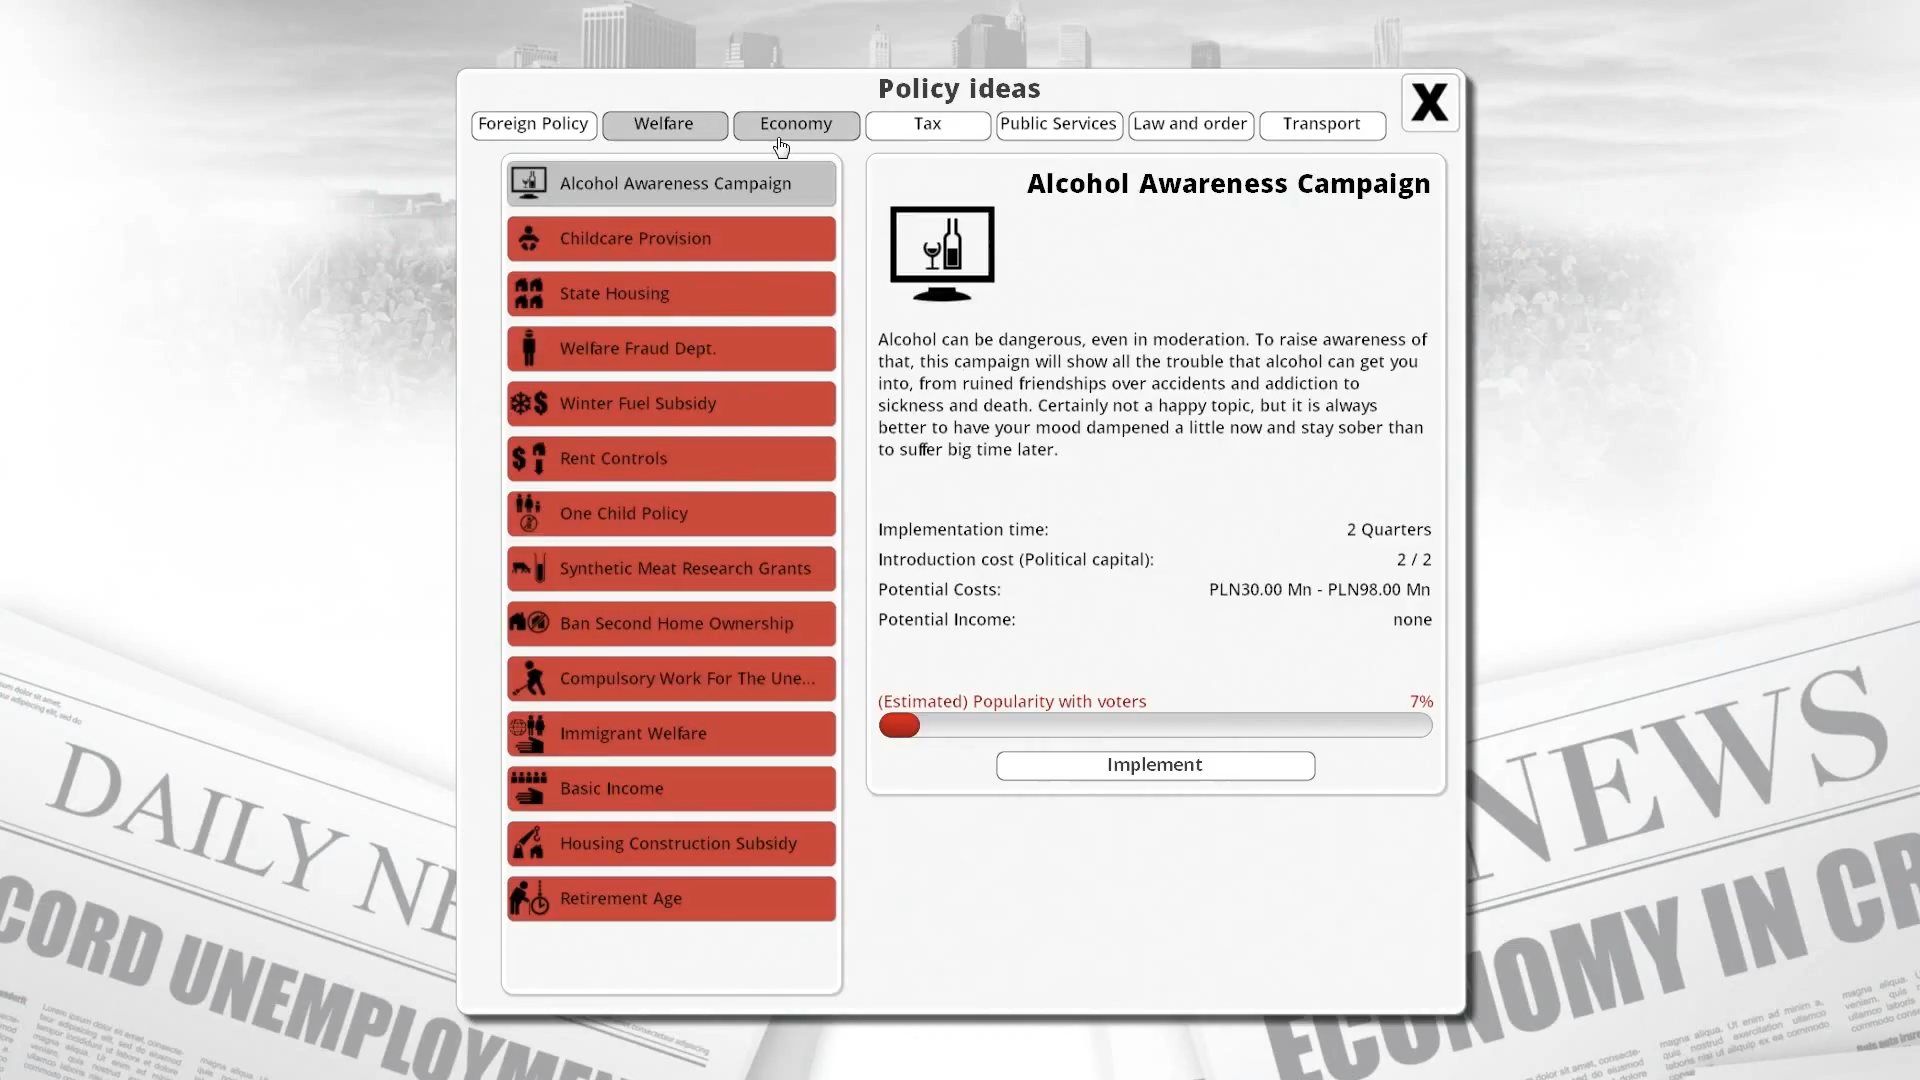 Policy ideas
X
Foreign Policy
Welfare
Economy
Tax
Public Services
Law and order
Transport
Alcohol Awareness Campaign
Childcare Provision
State Housing
Welfare Fraud Dept.
Winter Fuel Subsidy
Rent Controls
One Child Policy
Synthetic Meat Research Grants
Ban Second Home Ownership
Compulsory Work For The Une...
Immigrant Welfare
Basic Income
Housing Construction Subsidy
Retirement Age
Alcohol Awareness Campaign
Alcohol can be dangerous, even in moderation. To raise awareness of
that, this campaign will show all the trouble that alcohol can get you
into, from ruined friendships over accidents and addiction to
sickness and death. Certainly not a happy topic, but it is always
better to have your mood dampened a little now and stay sober than
to suffer big time later.
Implementation time: 2 Quarters
Introduction cost (Political capital): 2 / 2
Potential Costs: PLN30.00 Mn - PLN98.00 Mn
Potential Income: none
(Estimated) Popularity with voters 7%
Implement
DAILY NE
CORD UNEMPLOYME
NEWS
ECONOMY IN CR